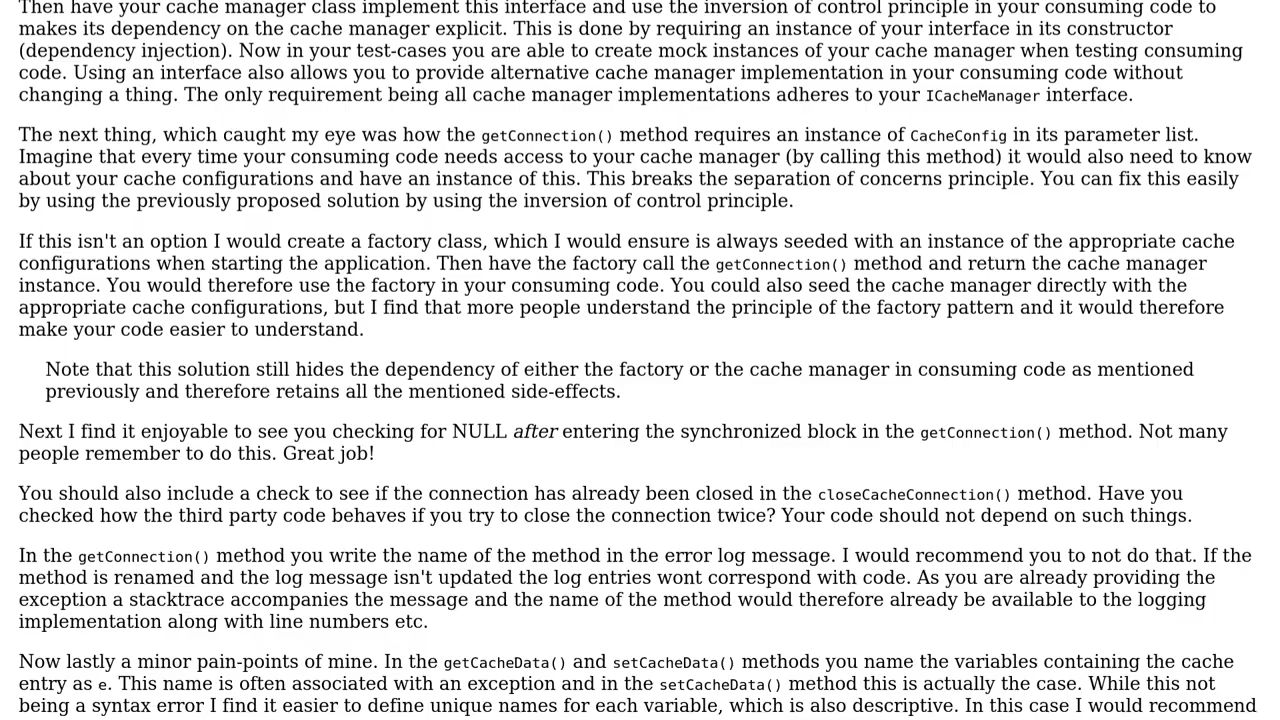 Then have your cache manager class implement this interface and use the inversion of control principle in your consuming code to
makes its dependency on the cache manager explicit. This is done by requiring an instance of your interface in its constructor
(dependency injection). Now in your test-cases you are able to create mock instances of your cache manager when testing consuming
code. Using an interface also allows you to provide alternative cache manager implementation in your consuming code without
changing a thing. The only requirement being all cache manager implementations adheres to your ICacheManager interface.
The next thing, which caught my eye was how the getConnection() method requires an instance of CacheConfig in its parameter list.
Imagine that every time your consuming code needs access to your cache manager (by calling this method) it would also need to know
about your cache configurations and have an instance of this. This breaks the separation of concerns principle. You can fix this easily
by using the previously proposed solution by using the inversion of control principle.
If this isn't an option I would create a factory class, which I would ensure is always seeded with an instance of the appropriate cache
configurations when starting the application. Then have the factory call the getConnection() method and return the cache manager
instance. You would therefore use the factory in your consuming code. You could also seed the cache manager directly with the
appropriate cache configurations, but I find that more people understand the principle of the factory pattern and it would therefore
make your code easier to understand.
Note that this solution still hides the dependency of either the factory or the cache manager in consuming code as mentioned
previously and therefore retains all the mentioned side-effects.
Next I find it enjoyable to see you checking for NULL after entering the synchronized block in the getConnection() method. Not many
people remember to do this. Great job!
You should also include a check to see if the connection has already been closed in the closeCacheConnection() method. Have you
checked how the third party code behaves if you try to close the connection twice? Your code should not depend on such things.
In the getConnection() method you write the name of the method in the error log message. I would recommend you to not do that. If the
method is renamed and the log message isn't updated the log entries wont correspond with code. As you are already providing the
exception a stacktrace accompanies the message and the name of the method would therefore already be available to the logging
implementation along with line numbers etc.
Now lastly a minor pain-points of mine. In the getCacheData() and setCacheData() methods you name the variables containing the cache
entry as e. This name is often associated with an exception and in the setCacheData() method this is actually the case. While this not
being a syntax error I find it easier to define unique names for each variable, which is also descriptive. In this case I would recommend